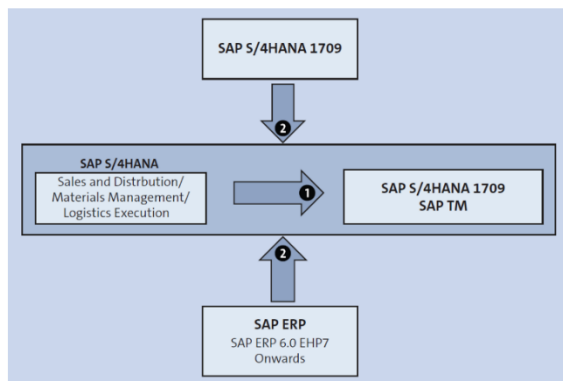 SAP S/4HANA 1709
2
SAP S/4HANA
Sales and Distrbution/
Materials Management/
Logistics Execution
1
SAP S/4HANA 1709
SAP TM
2
SAP ERP
SAP ERP 6.0 EHP7
Onwards